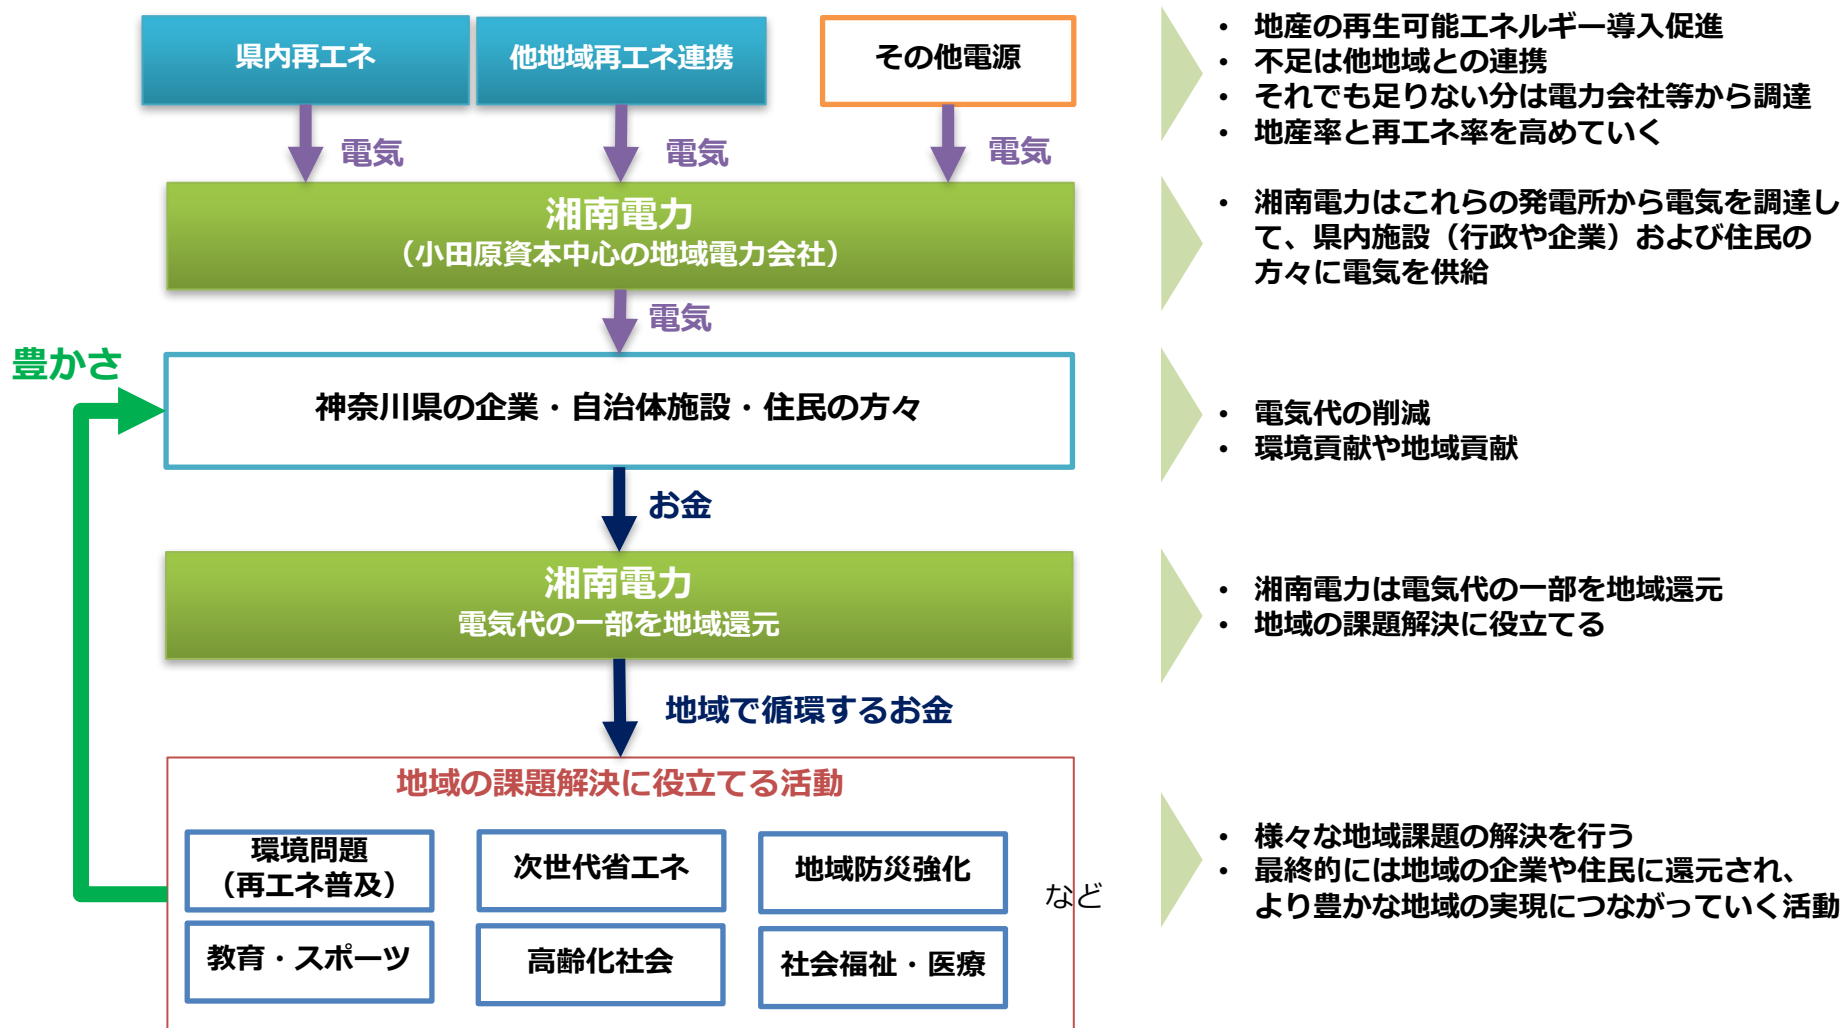 県内再エネ
他地域再エネ連携
その他電源
・ 地産の再生可能エネルギー導入促進
・ 不足は他地域との連携
・ それでも足りない分は電力会社等から調達
・ 地産率と再エネ率を高めていく
電気
電気
電気
湘南電力
（小田原資本中心の地域電力会社）
・ 湘南電力はこれらの発電所から電気を調達し
て、県内施設（行政や企業）および住民の
方々に電気を供給
電気
豊かさ
神奈川県の企業・自治体施設・住民の方々
・ 電気代の削減
・ 環境貢献や地域貢献
お金
湘南電力
電気代の一部を地域還元
・ 湘南電力は電気代の一部を地域還元
・ 地域の課題解決に役立てる
地域で循環するお金
地域の課題解決に役立てる活動
環境問題
（再エネ普及）
次世代省エネ
地域防災強化
など
教育・スポーツ
高齢化社会
社会福祉・医療
・ 様々な地域課題の解決を行う
・ 最終的には地域の企業や住民に還元され、
より豊かな地域の実現につながっていく活動